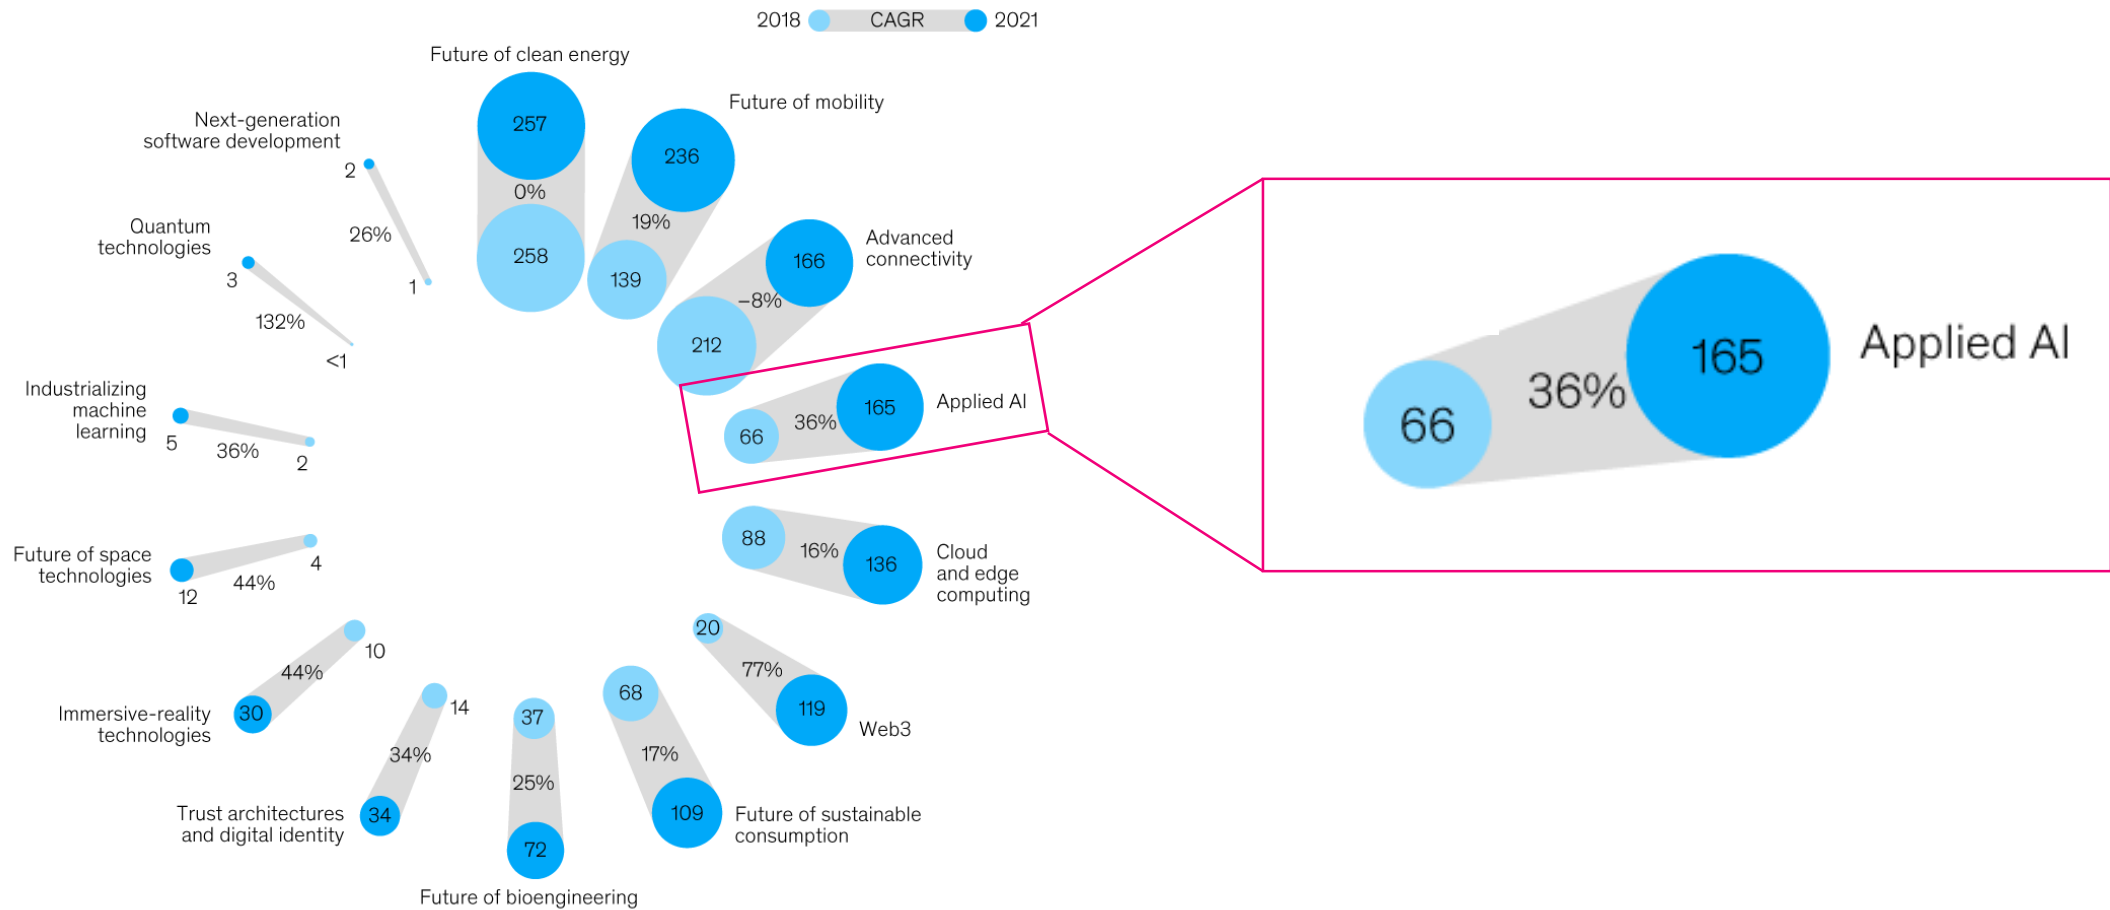 2018 CAGR 2021
Future of clean energy
257
0%
258
Future of mobility
236
19%
139
Advanced
connectivity
166
–8%
212
Applied AI
165
36%
66
Cloud
and edge
computing
136
16%
88
Web3
119
77%
20
Future of sustainable
consumption
109
17%
68
Future of bioengineering
72
25%
37
Trust architectures
and digital identity
34
34%
14
Immersive-reality
technologies
30
44%
10
Future of space
technologies
12
44%
4
Industrializing
machine
learning
5
36%
2
Quantum
technologies
3
132%
<1
Next-generation
software development
2
26%
1
66 36% 165 Applied AI